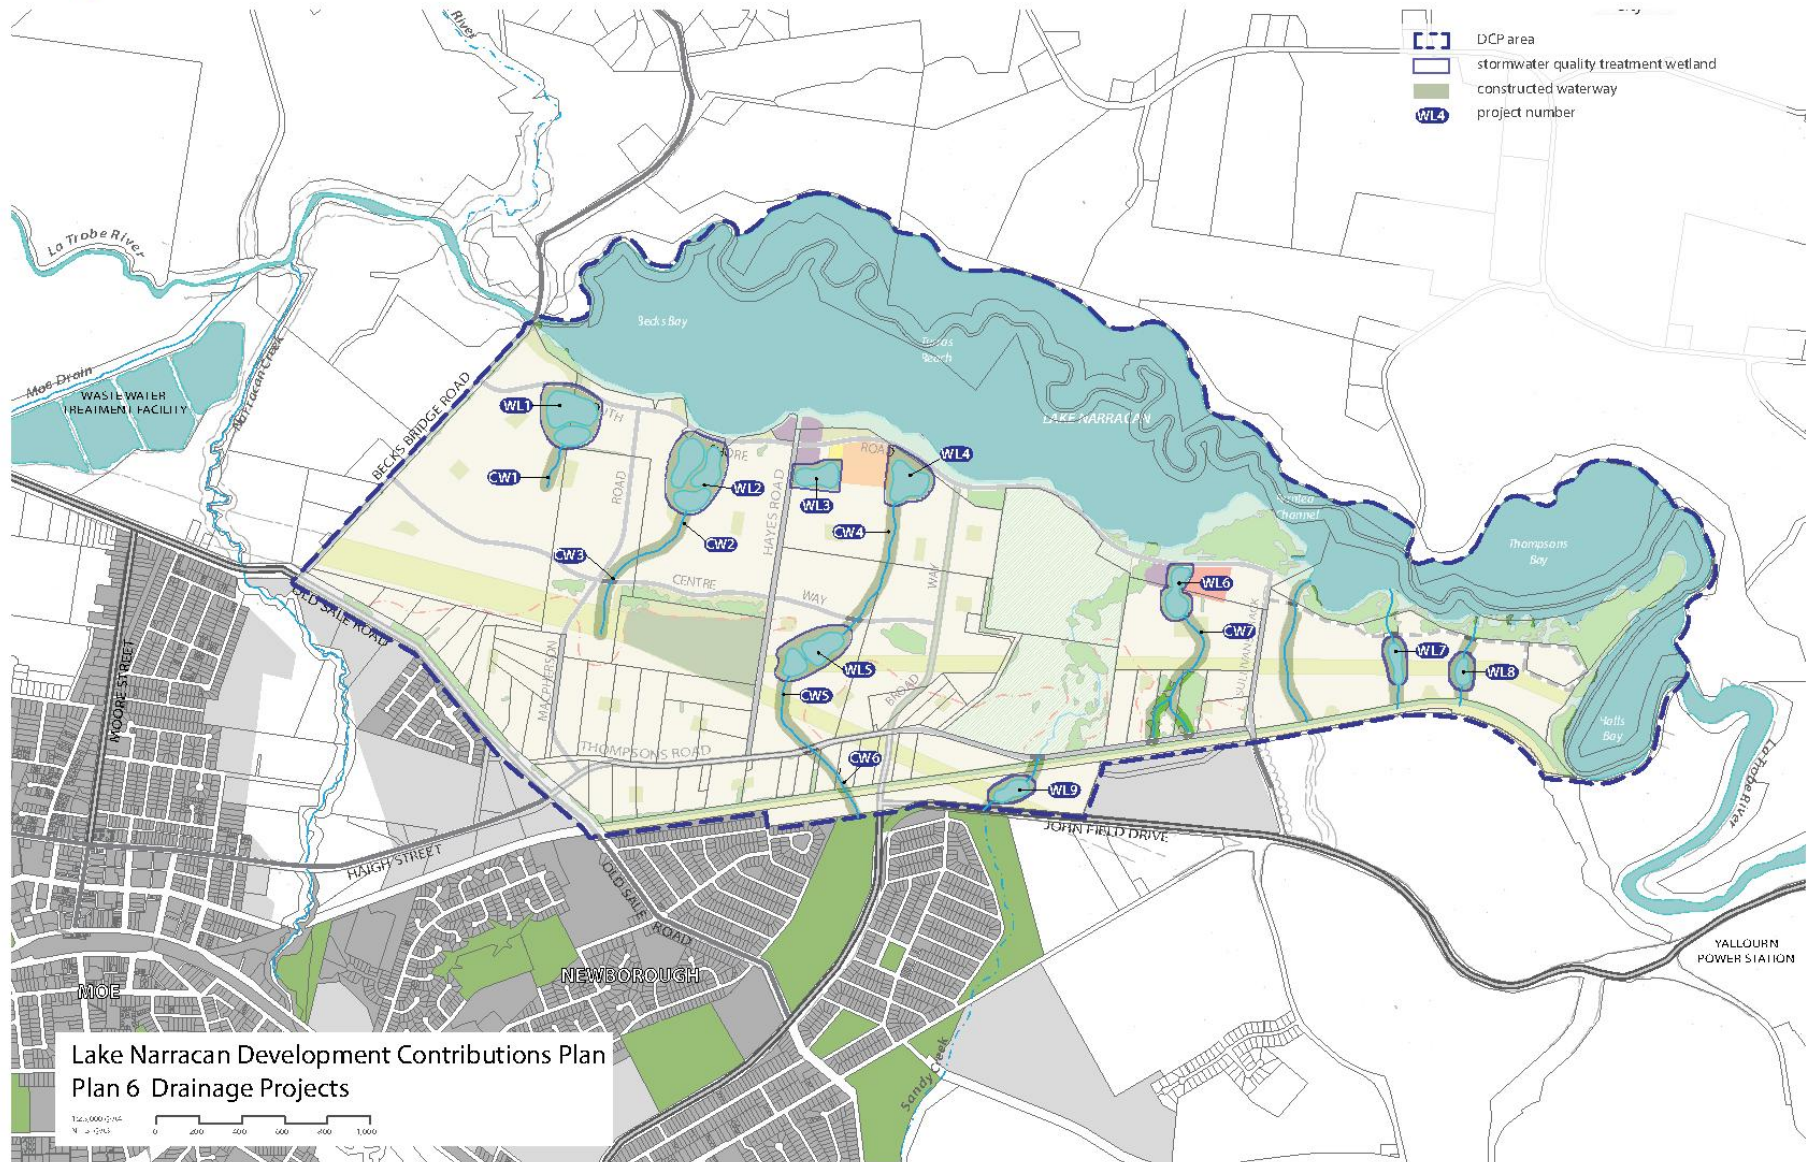 DCP area
stormwater quality treatment wetland
constructed waterway
WL4
project number
River
La Trobe River
Becks Bay
Reach
LAKE NARRACAN
Channel
Thompsons
Bay
Halls
Bay
La Trobe River
Moe Drain
WASTEWATER
TREATMENT FACILITY
Narracan Creek
BECKS BRIDGE ROAD
WL1
CW1
ROAD
WL2
CW2
CW3
HAYES ROAD
WL3
ROAD
WL4
CW4
CENTRE
WAY
WAY
WL5
CW5
BROAD
WL6
CW7
WL7
WL8
MACPHERSON
THOMPSONS ROAD
CW6
WL9
OLD SALE ROAD
MOORE STREET
HAIGH STREET
OLD SALE
ROAD
JOHN FIELD DRIVE
NEWBOROUGH
MOE
Sandy Creek
YALLOURN
POWER STATION
Lake Narracan Development Contributions Plan
Plan 6 Drainage Projects
0 200 400 600 800 1,000